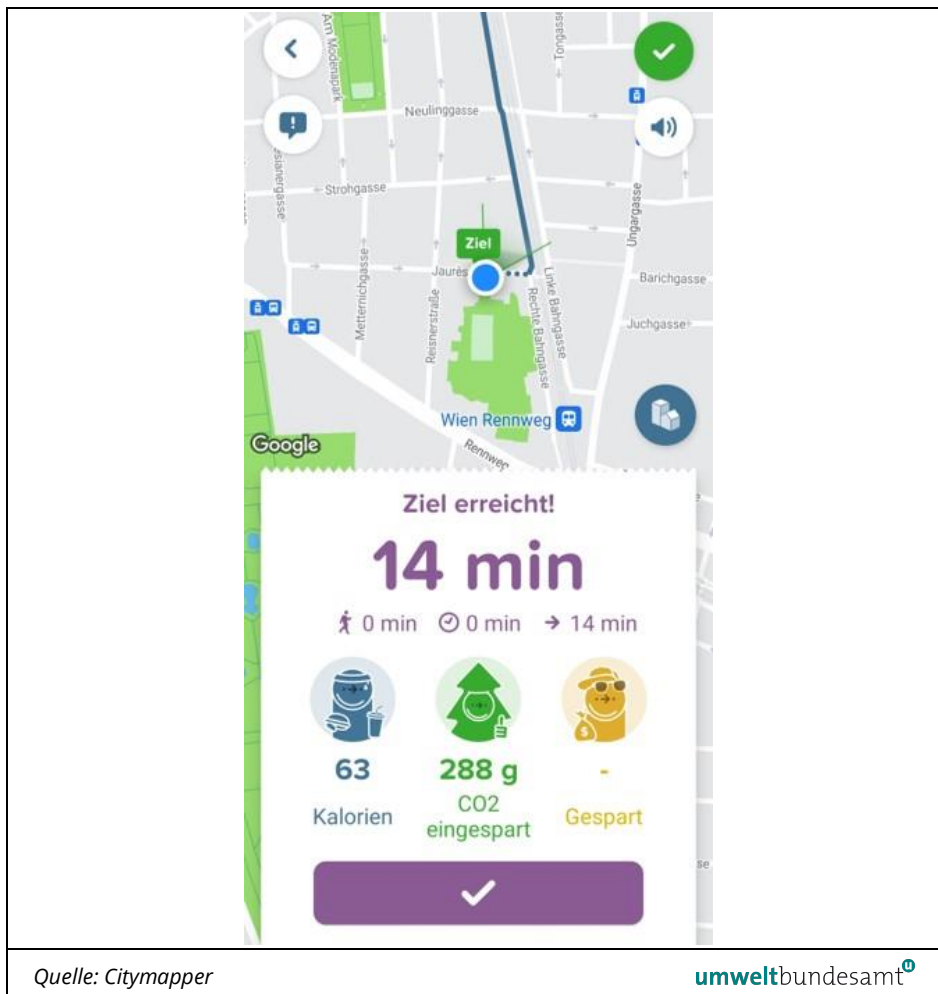 Am Modenapark
Tongasse
Neulinggasse
Strohgasse
Ungargasse
Ziel
Jaurès
Barichgasse
Metternichgasse
Reisnerstraße
Linke Bahngasse
Rechte Bahngasse
Juchgasse
Wien Rennweg
Google
Rennweg
Ziel erreicht!
14 min
0 min 0 min → 14 min
63
288 g
-
Kalorien
CO2
eingespart
Gespart
Quelle: Citymapper
umweltbundesamt